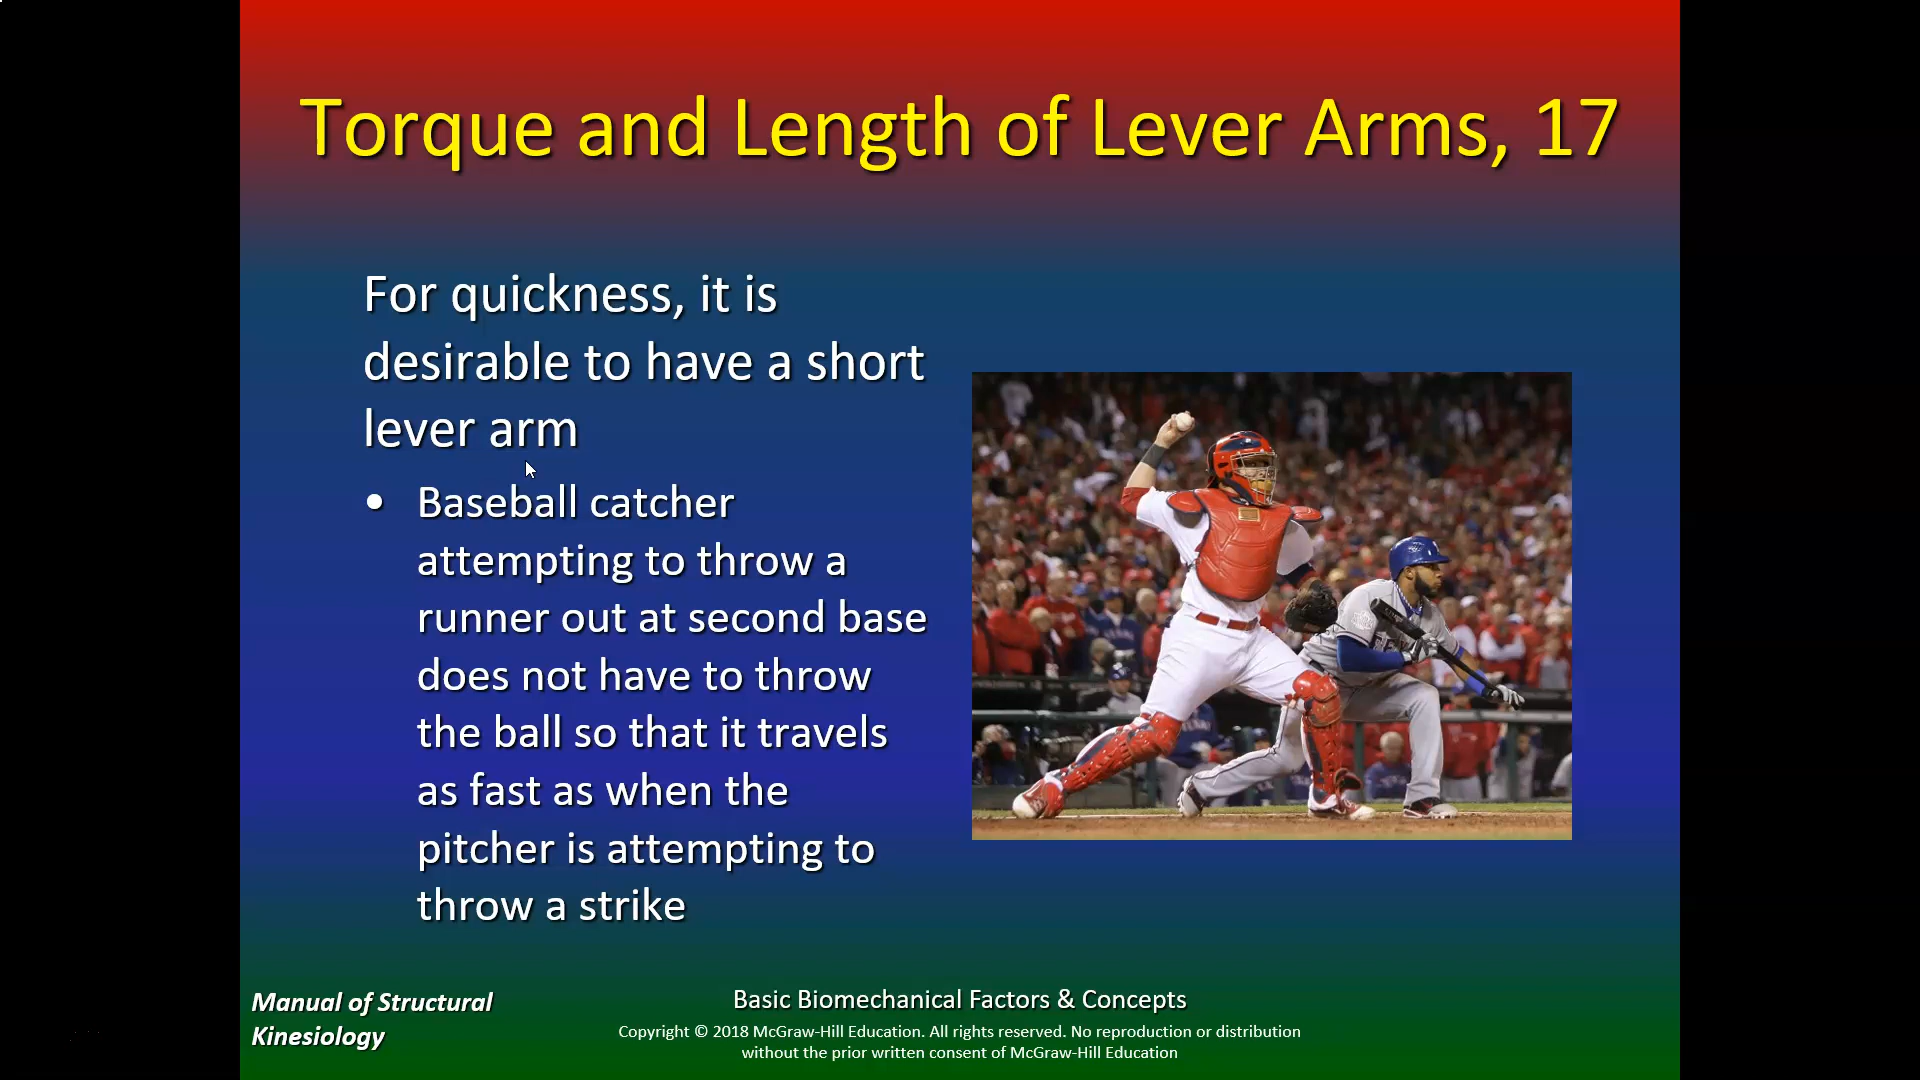 Torque and Length of Lever Arms, 17
For quickness, it is
desirable to have a short
lever arm
• Baseball catcher
attempting to throw a
runner out at second base
does not have to throw
the ball so that it travels
as fast as when the
pitcher is attempting to
throw a strike
Manual of Structural
Kinesiology
Basic Biomechanical Factors & Concepts
Copyright © 2018 McGraw-Hill Education. All rights reserved. No reproduction or distribution
without the prior written consent of McGraw-Hill Education